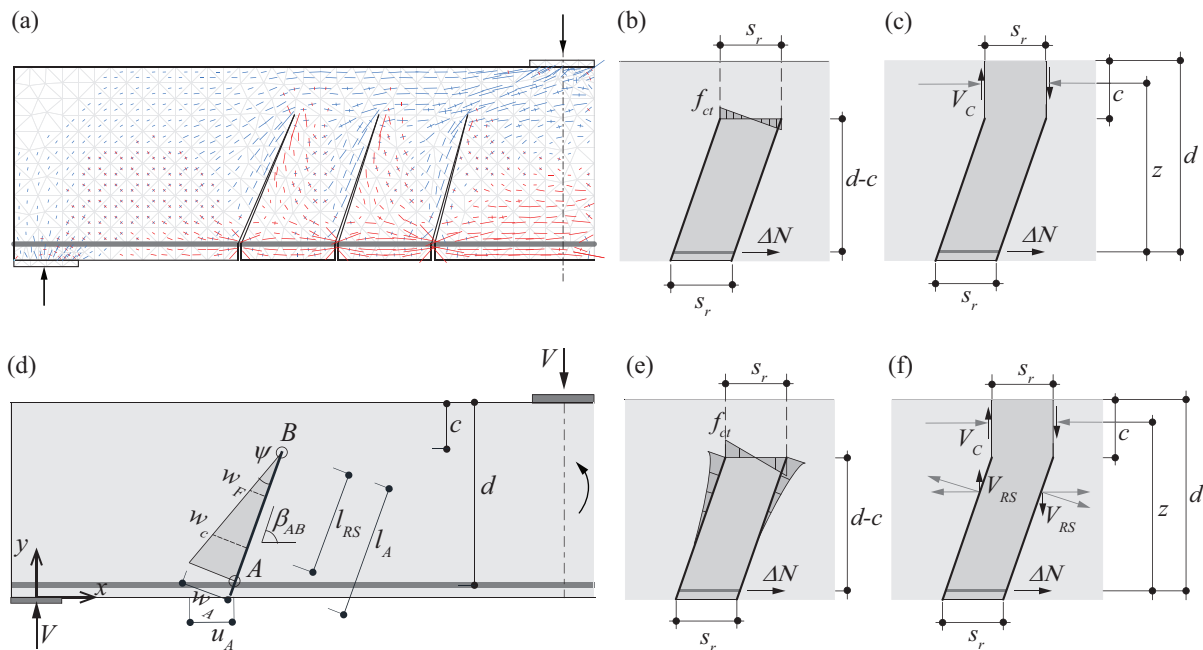 (a)
(b)
s_r
f_ct
d-c
ΔN
s_r
(c)
s_r
V_C
c
z
d
ΔN
s_r
(d)
V
c
B
ψ
w_F
d
w_c
β_AB
l_RS
l_A
y
A
x
w_A
V
u_A
(e)
s_r
f_ct
d-c
ΔN
s_r
(f)
s_r
V_C
c
V_RS
V_RS
z
d
ΔN
s_r